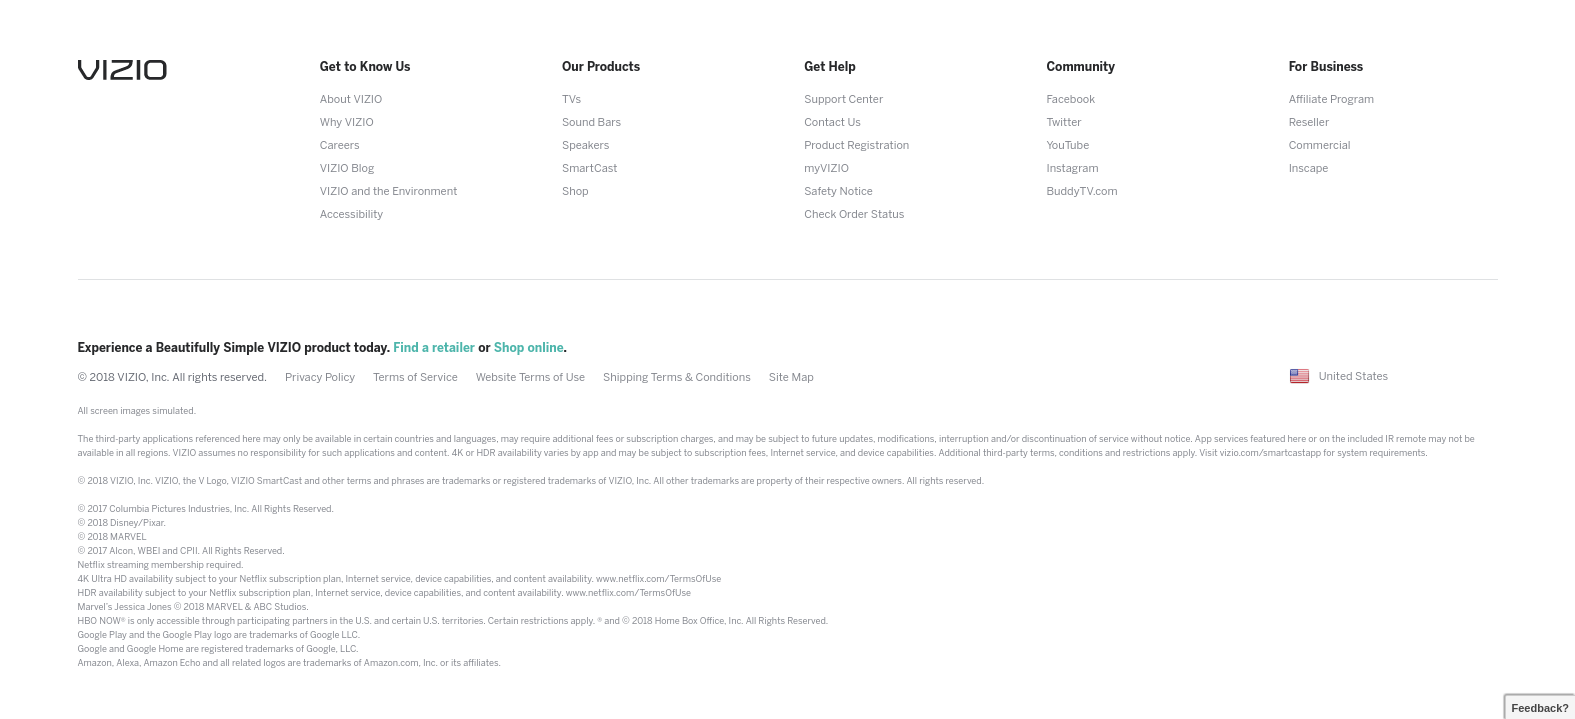 VIZIO
Get to Know Us
About VIZIO
Why VIZIO
Careers
VIZIO Blog
VIZIO and the Environment
Accessibility
Our Products
TVs
Sound Bars
Speakers
SmartCast
Shop
Get Help
Support Center
Contact Us
Product Registration
myVIZIO
Safety Notice
Check Order Status
Community
Facebook
Twitter
YouTube
Instagram
BuddyTV.com
For Business
Affiliate Program
Reseller
Commercial
Inscape
Experience a Beautifully Simple VIZIO product today. Find a retailer or Shop online.
© 2018 VIZIO, Inc. All rights reserved. Privacy Policy Terms of Service Website Terms of Use Shipping Terms & Conditions Site Map
United States
All screen images simulated.
The third-party applications referenced here may only be available in certain countries and languages, may require additional fees or subscription charges, and may be subject to future updates, modifications, interruption and/or discontinuation of service without notice. App services featured here or on the included IR remote may not be
available in all regions. VIZIO assumes no responsibility for such applications and content. 4K or HDR availability varies by app and may be subject to subscription fees, Internet service, and device capabilities. Additional third-party terms, conditions and restrictions apply. Visit vizio.com/smartcastapp for system requirements.
© 2018 VIZIO, Inc. VIZIO, the V Logo, VIZIO SmartCast and other terms and phrases are trademarks or registered trademarks of VIZIO, Inc. All other trademarks are property of their respective owners. All rights reserved.
© 2017 Columbia Pictures Industries, Inc. All Rights Reserved.
© 2018 Disney/Pixar.
© 2018 MARVEL
© 2017 Alcon, WBEI and CPII. All Rights Reserved.
Netflix streaming membership required.
4K Ultra HD availability subject to your Netflix subscription plan, Internet service, device capabilities, and content availability. www.netflix.com/TermsOfUse
HDR availability subject to your Netflix subscription plan, Internet service, device capabilities, and content availability. www.netflix.com/TermsOfUse
Marvel's Jessica Jones © 2018 MARVEL & ABC Studios.
HBO NOW® is only accessible through participating partners in the U.S. and certain U.S. territories. Certain restrictions apply. ® and © 2018 Home Box Office, Inc. All Rights Reserved.
Google Play and the Google Play logo are trademarks of Google LLC.
Google and Google Home are registered trademarks of Google, LLC.
Amazon, Alexa, Amazon Echo and all related logos are trademarks of Amazon.com, Inc. or its affiliates.
Feedback?